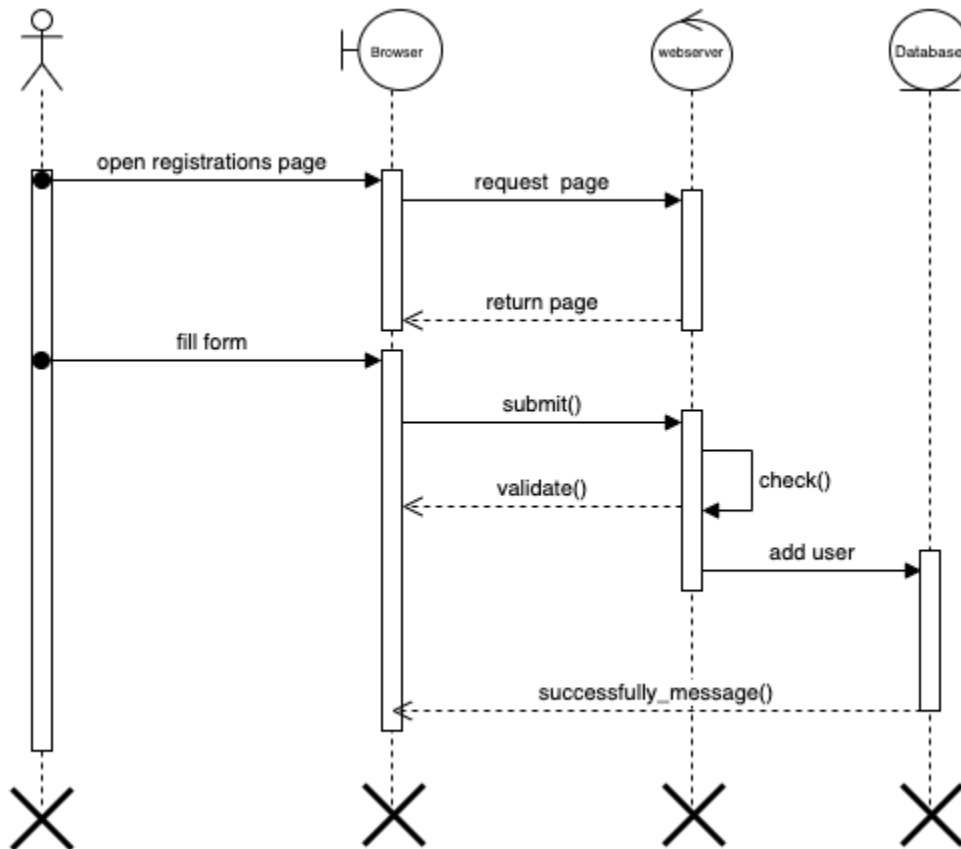 Browser
webserver
Database
open registrations page
request page
return page
fill form
submit()
check()
validate()
add user
successfully_message()